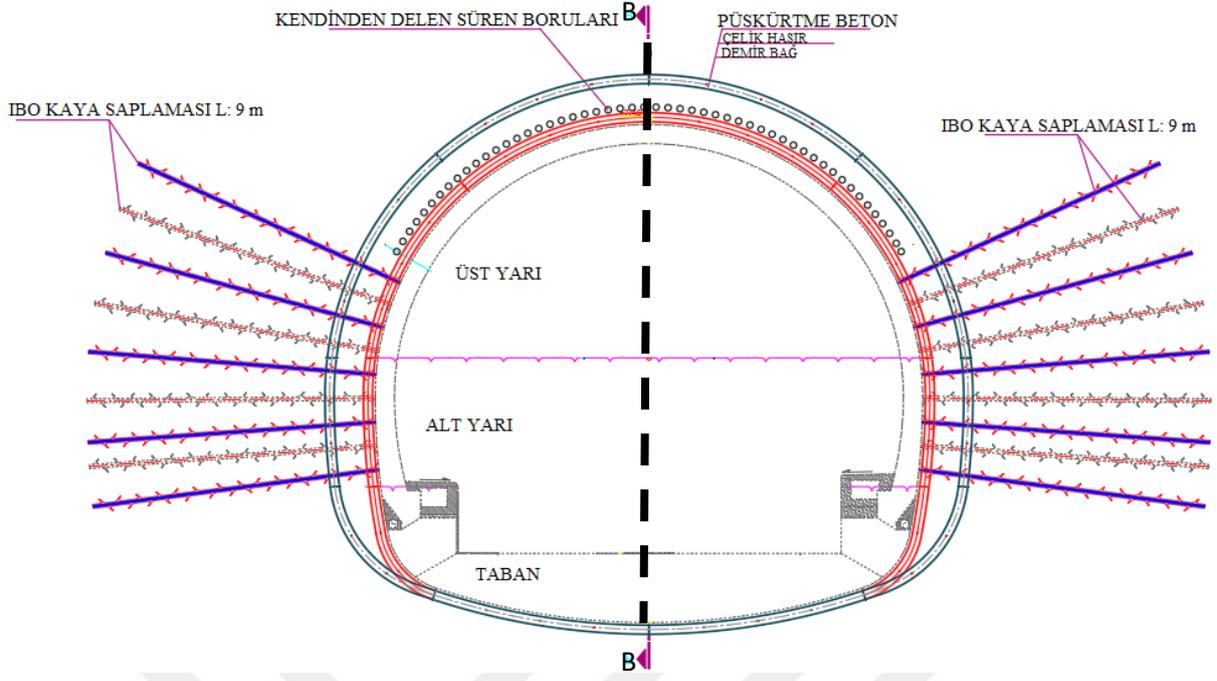 B
KENDİNDEN DELEN SÜREN BORULARI
PÜSKÜRTME BETON
ÇELİK HASIR
DEMİR BAĞ
IBO KAYA SAPLAMASI L: 9 m
IBO KAYA SAPLAMASI L: 9 m
ÜST YARI
ALT YARI
TABAN
B